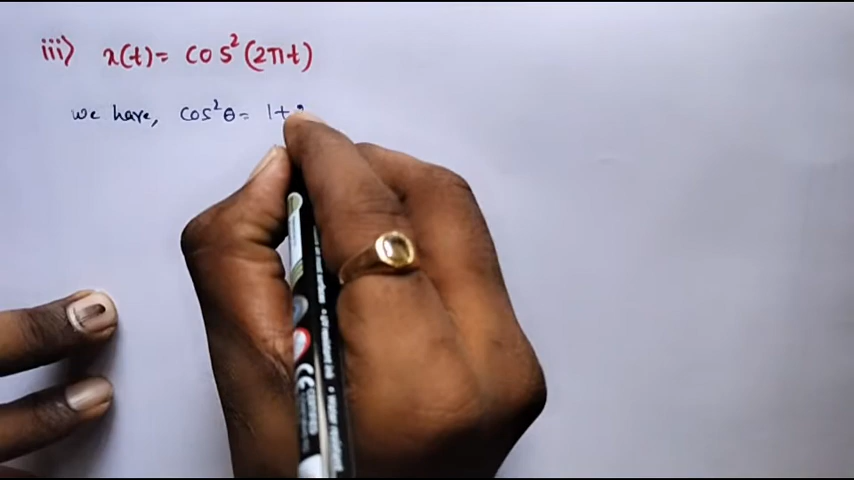 iii) x(t) = cos²(2πt)
we have, cos²θ = 1+